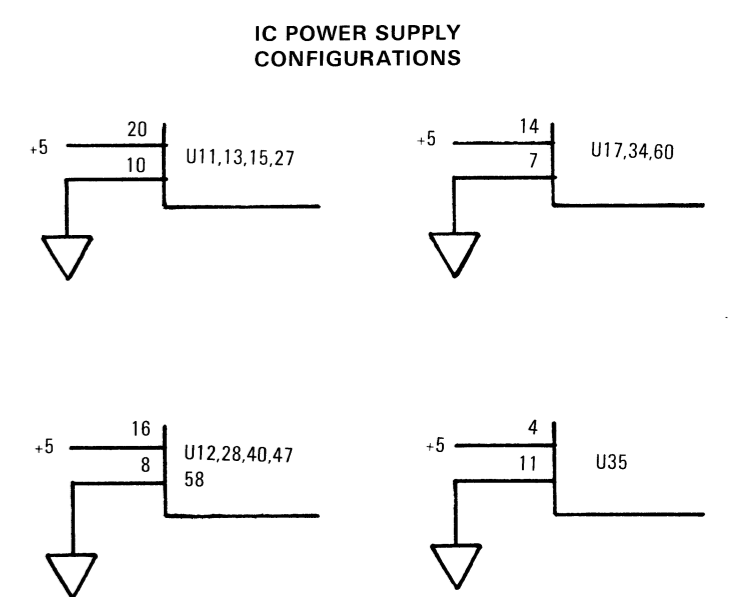 IC POWER SUPPLY
CONFIGURATIONS
+5
20
10
U11,13,15,27
+5
14
7
U17,34,60
+5
16
8
U12,28,40,47
58
+5
4
11
U35